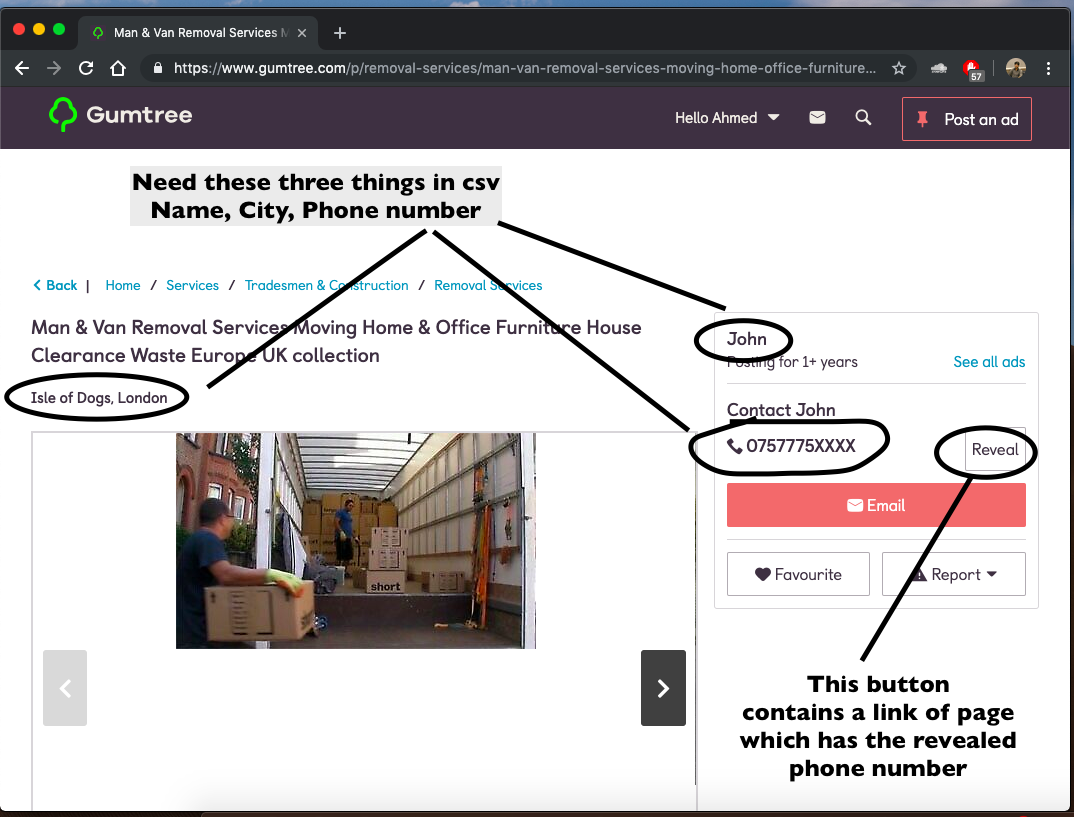 Man & Van Removal Services M
https://www.gumtree.com/p/removal-services/man-van-removal-services-moving-home-office-furniture...
57
Gumtree
Hello Ahmed
Post an ad
Need these three things in csv
Name, City, Phone number
Back | Home / Services / Tradesmen & Construction / Removal Services
Man & Van Removal Services Moving Home & Office Furniture House
Clearance Waste Europe UK collection
Isle of Dogs, London
John
Posting for 1+ years
See all ads
Contact John
0757775XXXX
Reveal
Email
Favourite
Report
short
This button
contains a link of page
which has the revealed
phone number